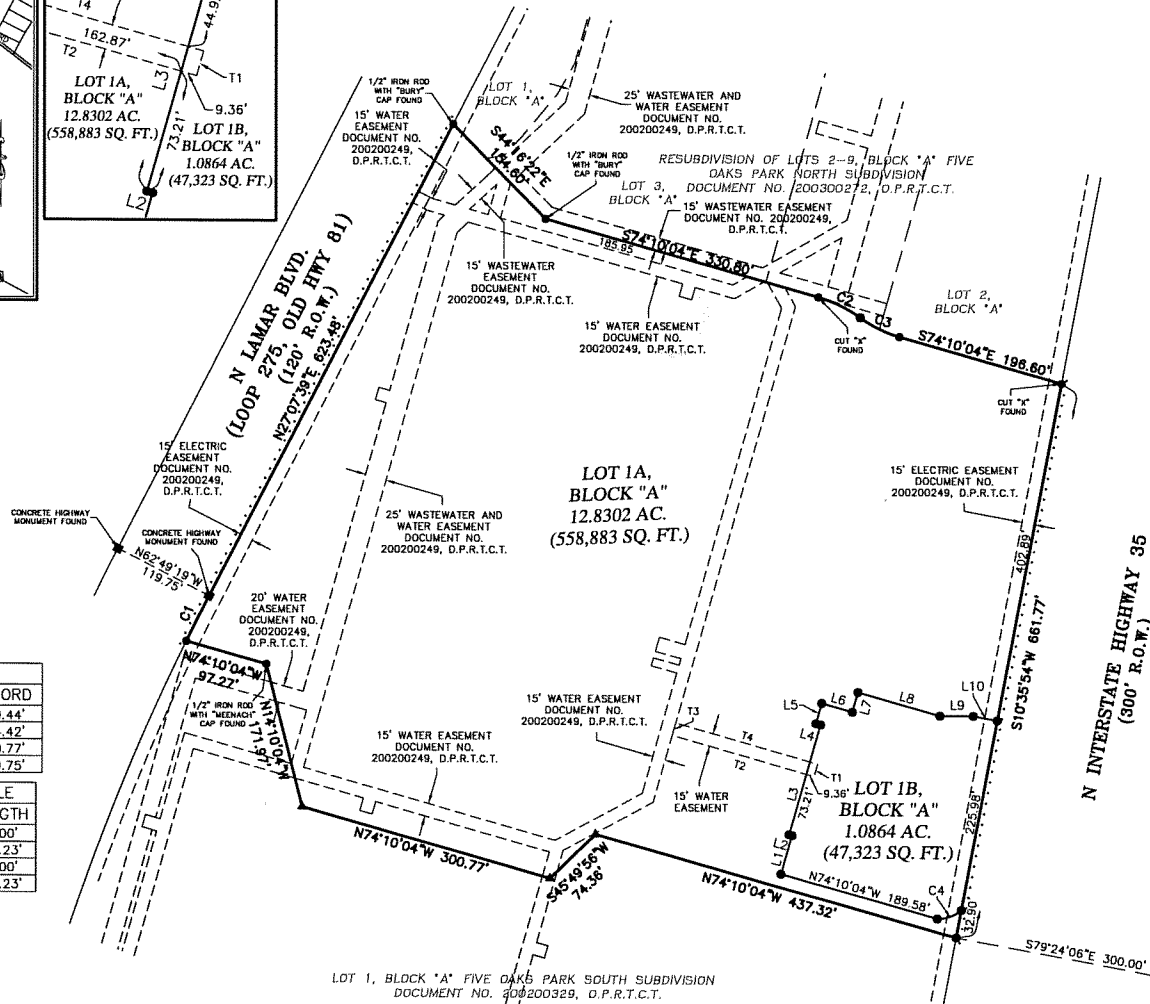 T4
162.87'
T2
LOT 1A,
BLOCK "A"
12.8302 AC.
(558,883 SQ. FT.)
L3
T1
9.36'
73.21'
LOT 1B,
BLOCK "A"
1.0864 AC.
(47,323 SQ. FT.)
L2
1/2" IRON ROD
WITH "BURY"
CAP FOUND
LOT 1,
BLOCK "A"
25' WASTEWATER AND
WATER EASEMENT
DOCUMENT NO.
200200249, D.P.R.T.C.T.
15' WATER
EASEMENT
DOCUMENT NO.
200200249,
D.P.R.T.C.T.
S44°16'22"E
154.60'
1/2" IRON ROD
WITH "BURY"
CAP FOUND
RESUBDIVISION OF LOTS 2-9, BLOCK "A" FIVE
OAKS PARK NORTH SUBDIVISION
DOCUMENT NO. 200300272, O.P.R.T.C.T.
LOT 3,
BLOCK "A"
15' WASTEWATER EASEMENT
DOCUMENT NO. 200200249,
D.P.R.T.C.T.
S74°10'04"E 330.80'
185.95
15' WASTEWATER
EASEMENT
DOCUMENT NO.
200200249, D.P.R.T.C.T.
15' WATER EASEMENT
DOCUMENT NO.
200200249, D.P.R.T.C.T.
C2
C3
CUT "X"
FOUND
LOT 2,
BLOCK "A"
S74°10'04"E 196.60'
CUT "X"
FOUND
N LAMAR BLVD.
(LOOP 275, OLD HWY 81)
(120' R.O.W.)
N27°07'39"E 623.48'
15' ELECTRIC
EASEMENT
DOCUMENT NO.
200200249,
D.P.R.T.C.T.
LOT 1A,
BLOCK "A"
12.8302 AC.
(558,883 SQ. FT.)
15' ELECTRIC EASEMENT
DOCUMENT NO.
200200249, D.P.R.T.C.T.
402.89
S10°35'54"W 661.77'
N INTERSTATE HIGHWAY 35
(300' R.O.W.)
CONCRETE HIGHWAY
MONUMENT FOUND
CONCRETE HIGHWAY
MONUMENT FOUND
25' WASTEWATER AND
WATER EASEMENT
DOCUMENT NO.
200200249, D.P.R.T.C.T.
N62°49'19"W
119.75'
C1
20' WATER
EASEMENT
DOCUMENT NO.
200200249,
D.P.R.T.C.T.
N74°10'04"W
97.27'
1/2" IRON ROD
WITH "MEENACH"
CAP FOUND
N14°10'04"W
171.97'
15' WATER EASEMENT
DOCUMENT NO.
200200249, D.P.R.T.C.T.
15' WATER EASEMENT
DOCUMENT NO.
200200249, D.P.R.T.C.T.
T3
T4
T2
15' WATER
EASEMENT
L5
L6
L7
L8
L9
L10
L4
T1
9.36'
L3
73.21'
L2
L1
LOT 1B,
BLOCK "A"
1.0864 AC.
(47,323 SQ. FT.)
225.98'
N74°10'04"W 189.58'
C4
32.90'
N74°10'04"W 300.77'
S45°49'56"W
74.36'
N74°10'04"W 437.32'
S79°24'06"E 300.00'
LOT 1, BLOCK "A" FIVE OAKS PARK SOUTH SUBDIVISION
DOCUMENT NO. 200200329, O.P.R.T.C.T.
ORD
.44'
.42'
.77'
.75'
LE
GTH
00'
.23'
00'
.23'